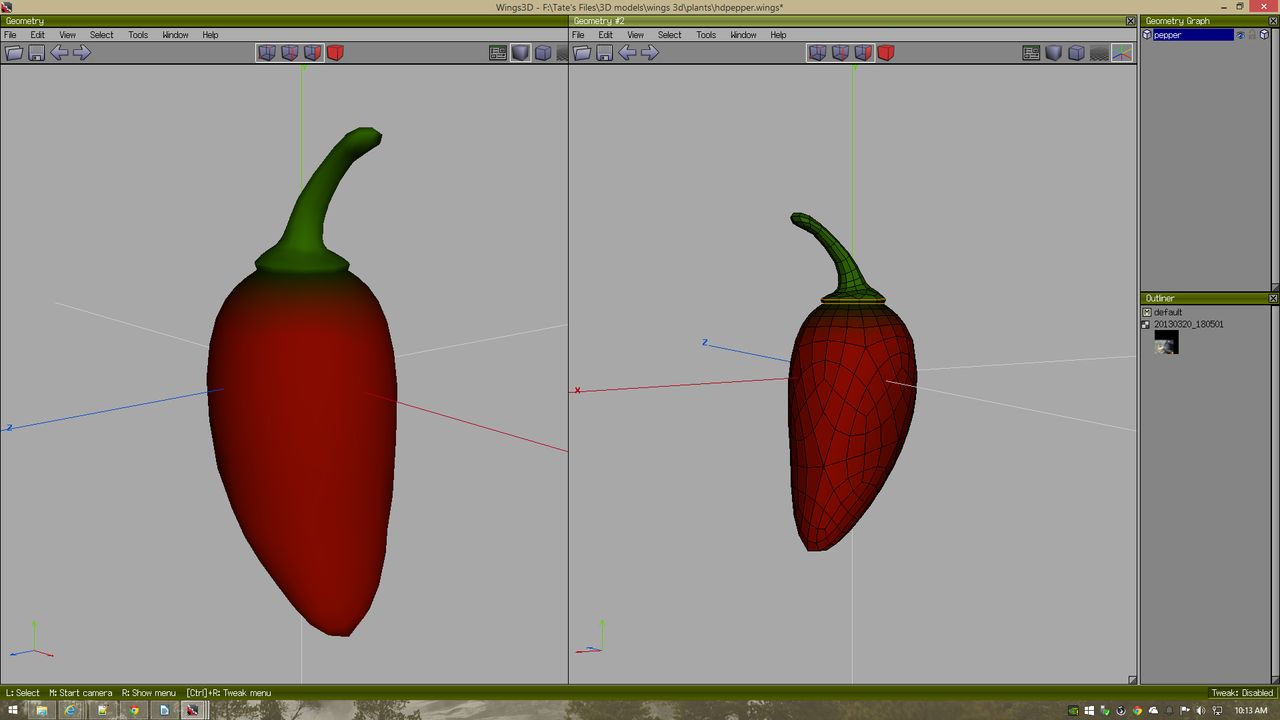 Wings3D - F:\Tate's Files\3D models\wings 3d\plants\hdpepper.wings*
Geometry
Geometry #2
Geometry Graph
File Edit View Select Tools Window Help
File Edit View Select Tools Window Help
pepper
Z
X
Z
Outliner
default
20130320_180501
L: Select M: Start camera R: Show menu [Ctrl]+R: Tweak menu
Tweak: Disabled
10:13 AM